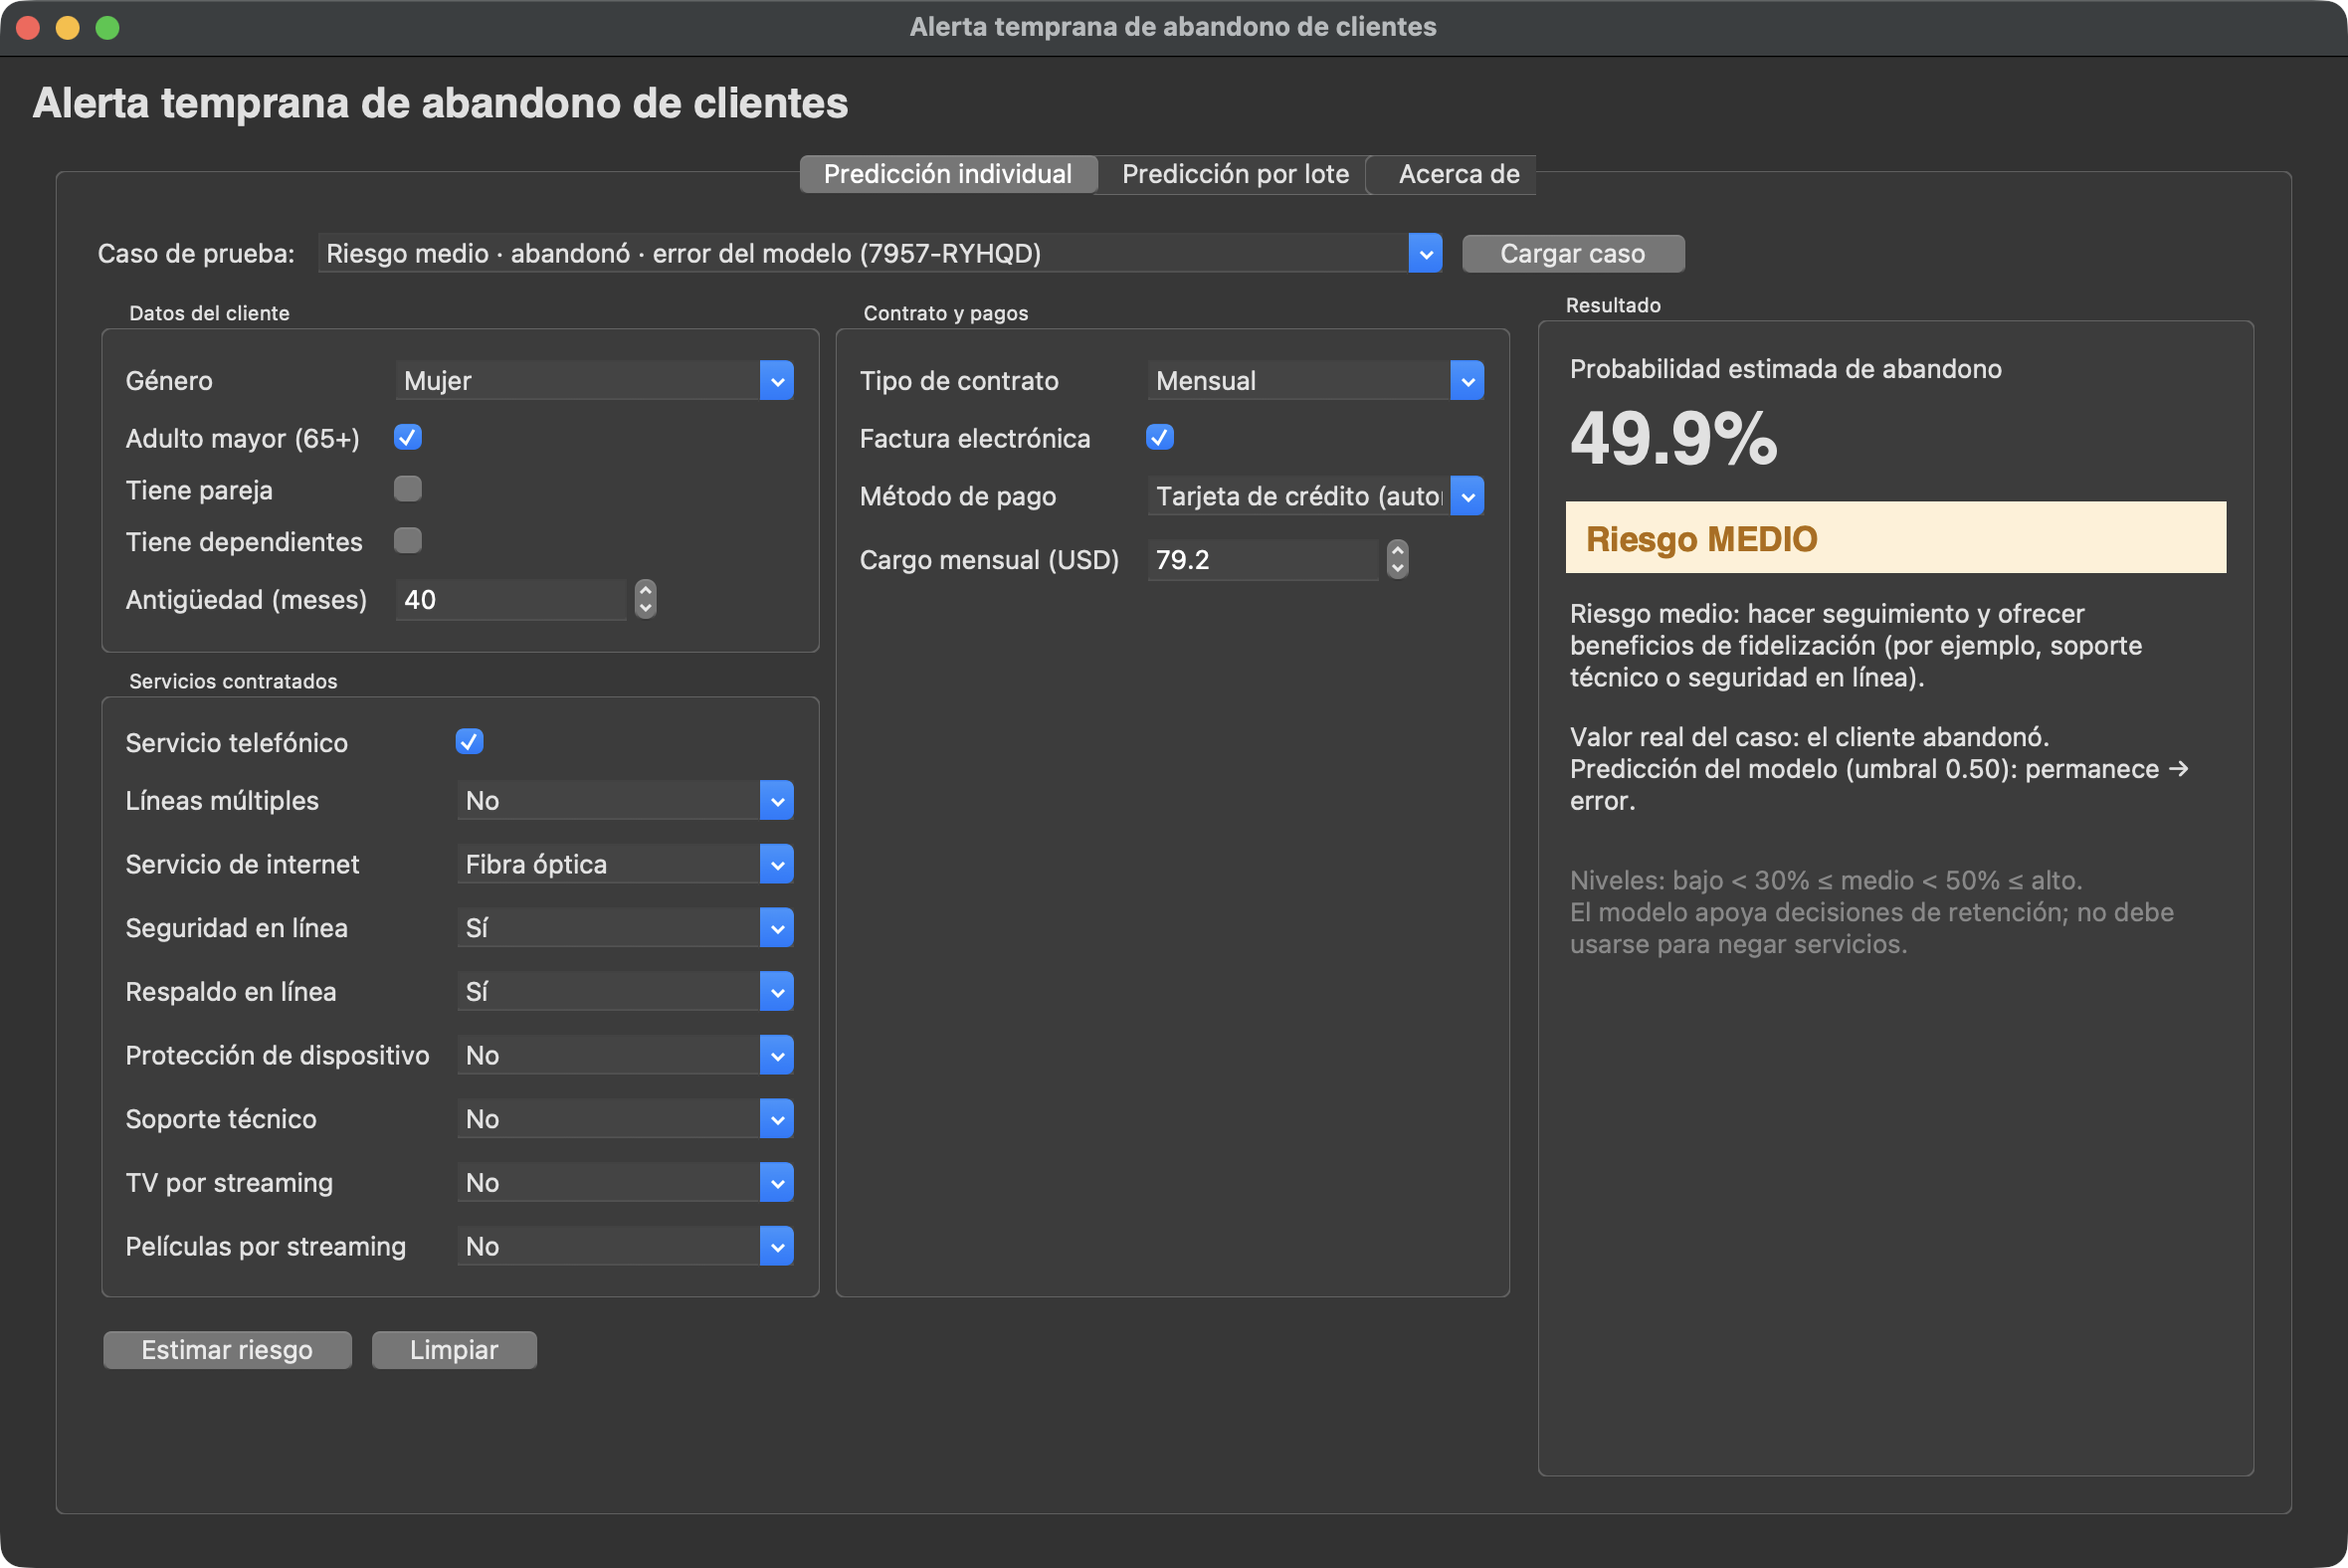 Alerta temprana de abandono de clientes
Alerta temprana de abandono de clientes
Predicción individual
Predicción por lote
Acerca de
Caso de prueba:
Riesgo medio · abandonó · error del modelo (7957-RYHQD)
Cargar caso
Datos del cliente
Género
Mujer
Adulto mayor (65+)
Tiene pareja
Tiene dependientes
Antigüedad (meses)
40
Servicios contratados
Servicio telefónico
Líneas múltiples
No
Servicio de internet
Fibra óptica
Seguridad en línea
Sí
Respaldo en línea
Sí
Protección de dispositivo
No
Soporte técnico
No
TV por streaming
No
Películas por streaming
No
Estimar riesgo
Limpiar
Contrato y pagos
Tipo de contrato
Mensual
Factura electrónica
Método de pago
Tarjeta de crédito (auto
Cargo mensual (USD)
79.2
Resultado
Probabilidad estimada de abandono
49.9%
Riesgo MEDIO
Riesgo medio: hacer seguimiento y ofrecer
beneficios de fidelización (por ejemplo, soporte
técnico o seguridad en línea).
Valor real del caso: el cliente abandonó.
Predicción del modelo (umbral 0.50): permanece →
error.
Niveles: bajo < 30% ≤ medio < 50% ≤ alto.
El modelo apoya decisiones de retención; no debe
usarse para negar servicios.